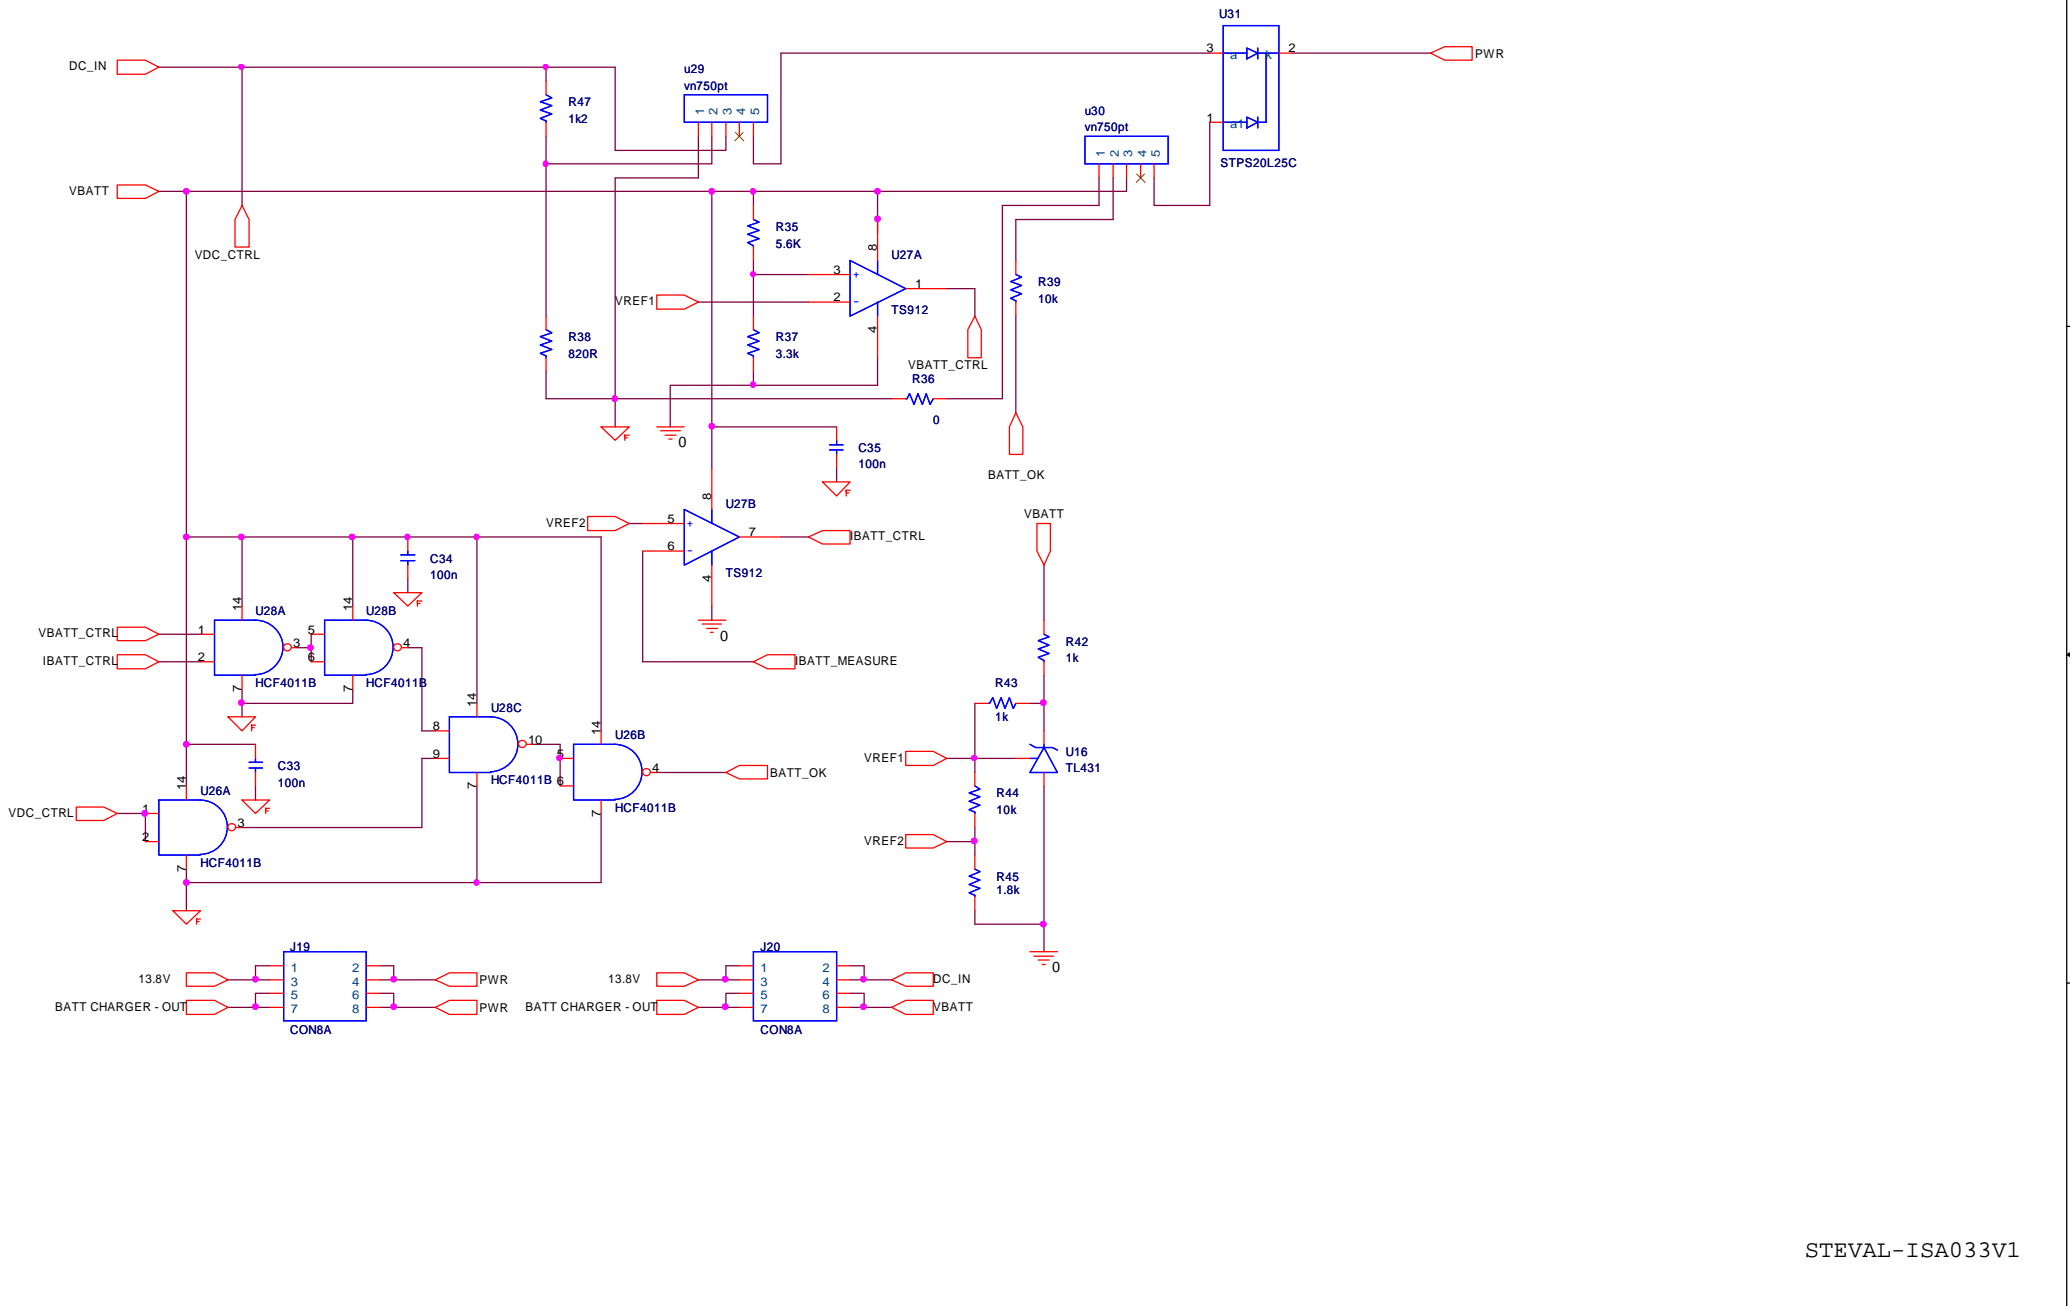 U31
3
2
a
k
PWR
1
a1
STPS20L25C
DC_IN
R47
1k2
u29
vn750pt
1
2
3
4
5
u30
vn750pt
1
2
3
4
5
VBATT
VDC_CTRL
R35
5.6K
8
U27A
3
+
1
VREF1
2
-
TS912
4
R39
10k
R38
820R
R37
3.3k
VBATT_CTRL
R36
0
F
0
C35
100n
F
BATT_OK
8
U27B
VREF2
5
+
7
IBATT_CTRL
6
-
TS912
4
0
VBATT
C34
100n
F
14
U28A
14
U28B
VBATT_CTRL
1
3
5
4
IBATT_CTRL
2
6
HCF4011B
HCF4011B
7
7
F
IBATT_MEASURE
R42
1k
R43
1k
14
U28C
8
10
9
HCF4011B
7
14
U26B
5
4
6
BATT_OK
HCF4011B
7
VREF1
U16
TL431
C33
100n
F
14
U26A
VDC_CTRL
1
3
2
HCF4011B
7
F
R44
10k
VREF2
R45
1.8k
0
J19
13.8V
1
2
3
4
PWR
5
6
BATT CHARGER - OUT
7
8
PWR
CON8A
J20
13.8V
1
2
3
4
DC_IN
5
6
BATT CHARGER - OUT
7
8
VBATT
CON8A
STEVAL-ISA033V1